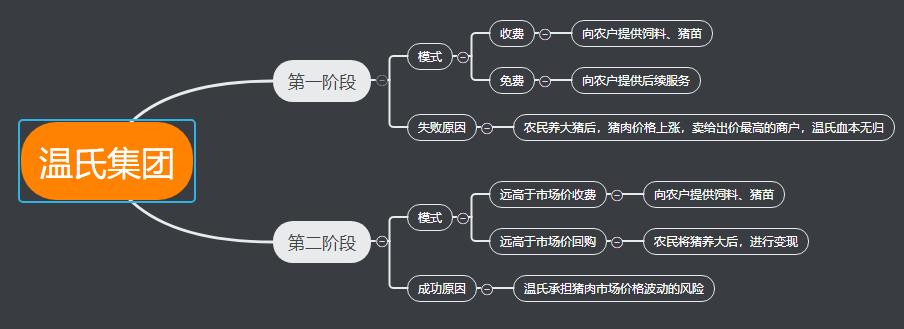 温氏集团
第一阶段
模式
收费
向农户提供饲料、猪苗
免费
向农户提供后续服务
失败原因
农民养大猪后，猪肉价格上涨，卖给出价最高的商户，温氏血本无归
第二阶段
模式
远高于市场价收费
向农户提供饲料、猪苗
远高于市场价回购
农民将猪养大后，进行变现
成功原因
温氏承担猪肉市场价格波动的风险